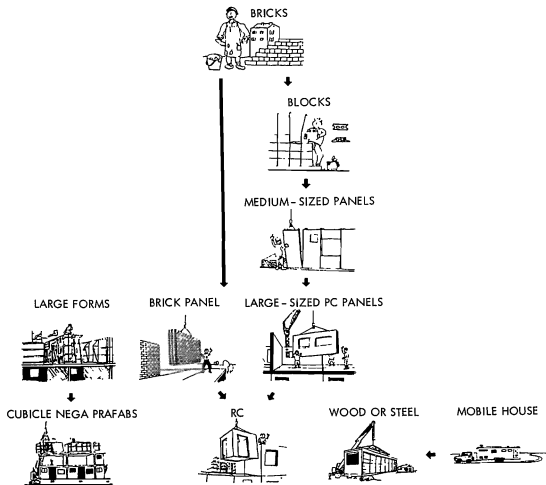 BRICKS
BLOCKS
MEDIUM-SIZED PANELS
LARGE FORMS
BRICK PANEL
LARGE-SIZED PC PANELS
CUBICLE NEGA PRAFABS
RC
WOOD OR STEEL
MOBILE HOUSE